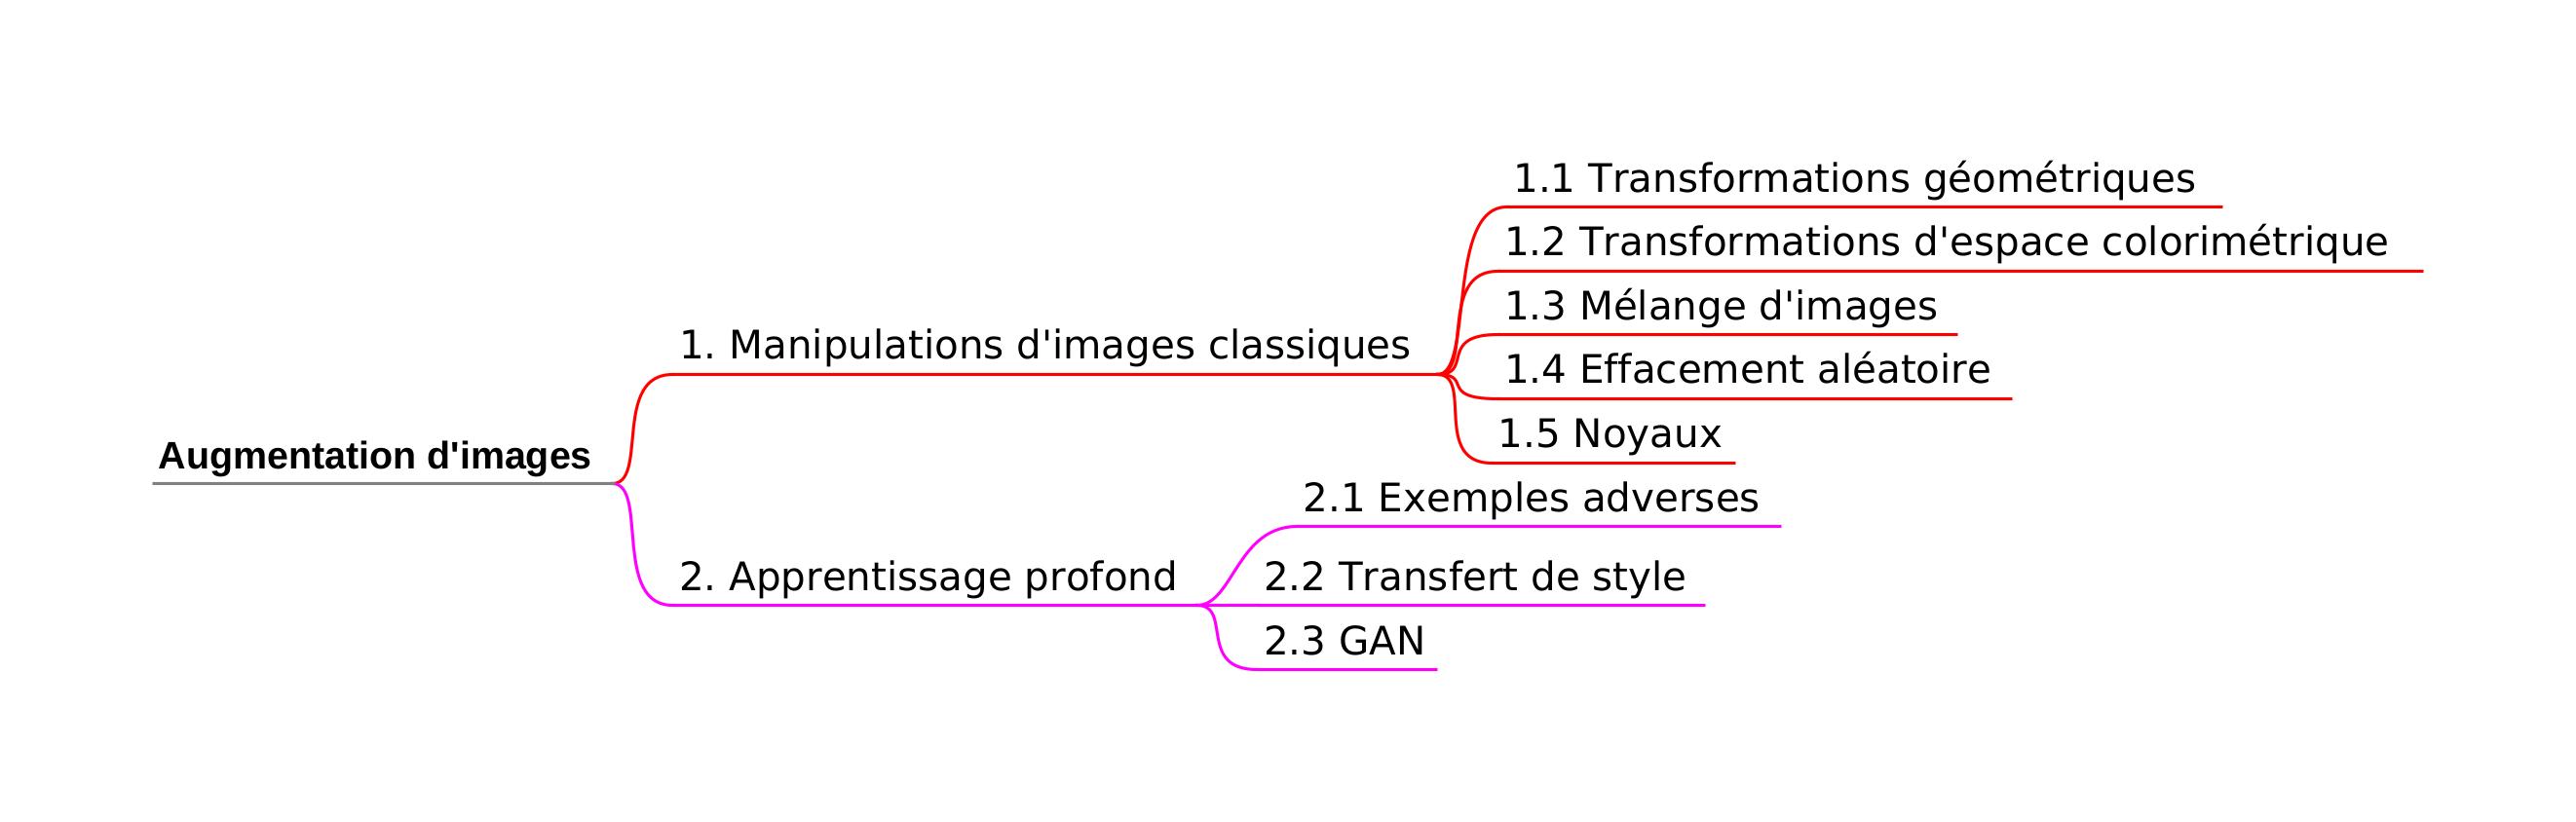 Augmentation d'images
1. Manipulations d'images classiques
1.1 Transformations géométriques
1.2 Transformations d'espace colorimétrique
1.3 Mélange d'images
1.4 Effacement aléatoire
1.5 Noyaux
2. Apprentissage profond
2.1 Exemples adverses
2.2 Transfert de style
2.3 GAN